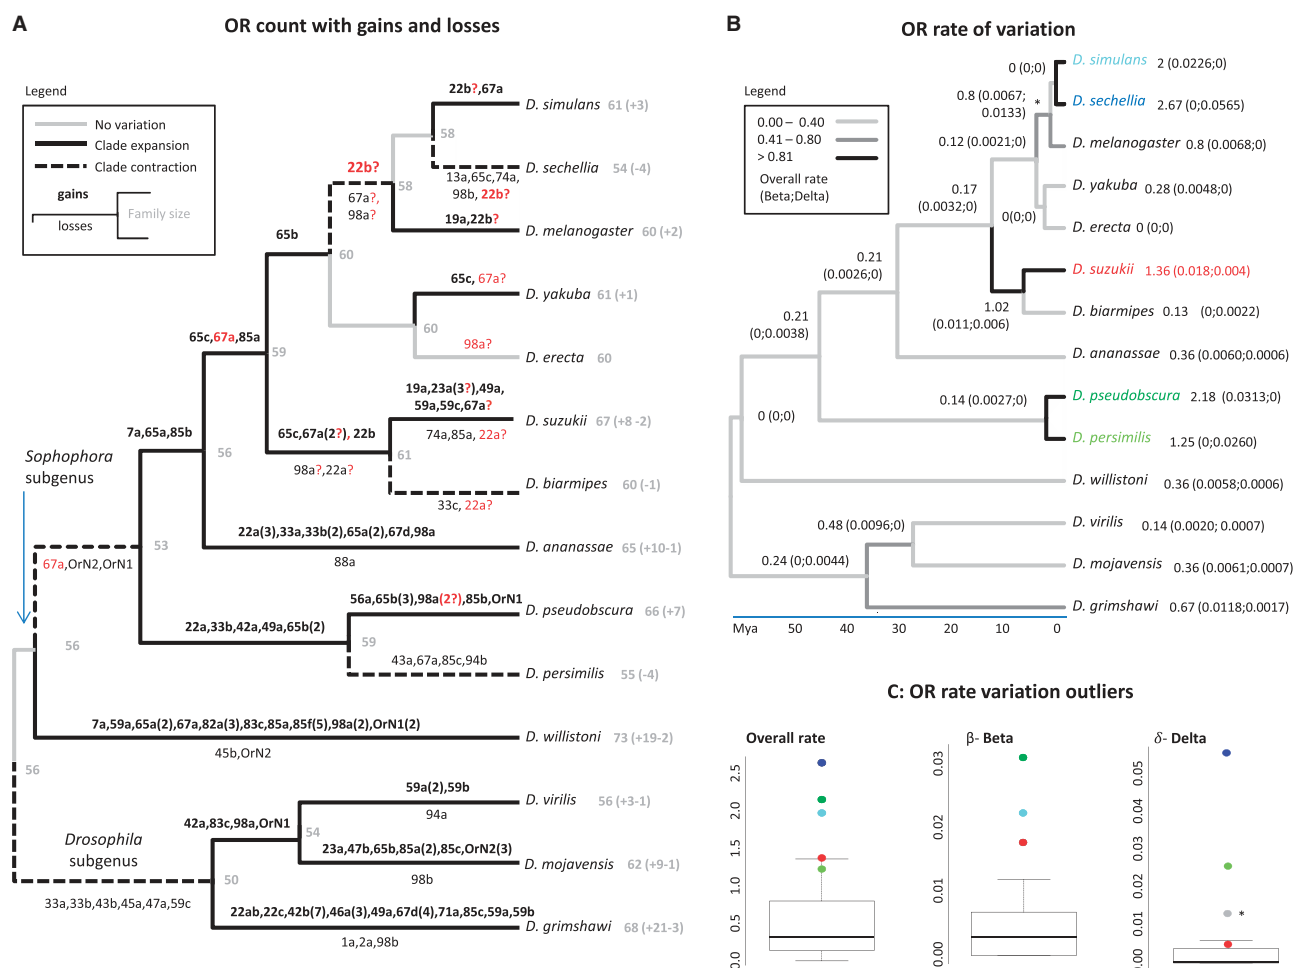 A
OR count with gains and losses
Legend
No variation
Clade expansion
Clade contraction
gains
Family size
losses
22b?,67a
D. simulans 61 (+3)
58
D. sechellia 54 (-4)
13a,65c,74a,
98b, 22b?
22b?
58
67a?,
98a?
19a,22b?
D. melanogaster 60 (+2)
65b
60
65c, 67a?
D. yakuba 61 (+1)
60
98a?
D. erecta 60
65c,67a,85a
59
19a,23a(3?),49a,
59a,59c,67a?
D. suzukii 67 (+8 -2)
74a,85a, 22a?
65c,67a(2?), 22b
98a?,22a?
61
D. biarmipes 60 (-1)
33c, 22a?
7a,65a,85b
56
Sophophora
subgenus
22a(3),33a,33b(2),65a(2),67d,98a
D. ananassae 65 (+10-1)
88a
53
67a,OrN2,OrN1
56a,65b(3),98a(2?),85b,OrN1
D. pseudobscura 66 (+7)
22a,33b,42a,49a,65b(2)
59
43a,67a,85c,94b
D. persimilis 55 (-4)
56
7a,59a,65a(2),67a,82a(3),83c,85a,85f(5),98a(2),OrN1(2)
D. willistoni 73 (+19-2)
45b,OrN2
56
59a(2),59b
D. virilis 56 (+3-1)
94a
42a,83c,98a,OrN1
54
Drosophila
subgenus
23a,47b,65b,85a(2),85c,OrN2(3)
D. mojavensis 62 (+9-1)
98b
50
33a,33b,43b,45a,47a,59c
22ab,22c,42b(7),46a(3),49a,67d(4),71a,85c,59a,59b
D. grimshawi 68 (+21-3)
1a,2a,98b
B
OR rate of variation
Legend
0.00 – 0.40
0.41 – 0.80
> 0.81
Overall rate
(Beta;Delta)
0 (0;0)
D. simulans 2 (0.0226;0)
0.8 (0.0067;
0.0133)
*
D. sechellia 2.67 (0;0.0565)
0.12 (0.0021;0)
D. melanogaster 0.8 (0.0068;0)
0.17
(0.0032;0)
D. yakuba 0.28 (0.0048;0)
0(0;0)
D. erecta 0 (0;0)
0.21
(0.0026;0)
D. suzukii 1.36 (0.018;0.004)
1.02
(0.011;0.006)
D. biarmipes 0.13 (0;0.0022)
0.21
(0;0.0038)
D. ananassae 0.36 (0.0060;0.0006)
0.14 (0.0027;0)
D. pseudobscura 2.18 (0.0313;0)
0 (0;0)
D. persimilis 1.25 (0;0.0260)
D. willistoni 0.36 (0.0058;0.0006)
0.48 (0.0096;0)
D. virilis 0.14 (0.0020; 0.0007)
0.24 (0;0.0044)
D. mojavensis 0.36 (0.0061;0.0007)
D. grimshawi 0.67 (0.0118;0.0017)
Mya 50 40 30 20 10 0
C: OR rate variation outliers
Overall rate
2.5
2.0
1.5
1.0
0.5
0.0
β- Beta
0.03
0.02
0.01
0.00
δ- Delta
0.05
0.04
0.03
0.02
0.01
0.00
*